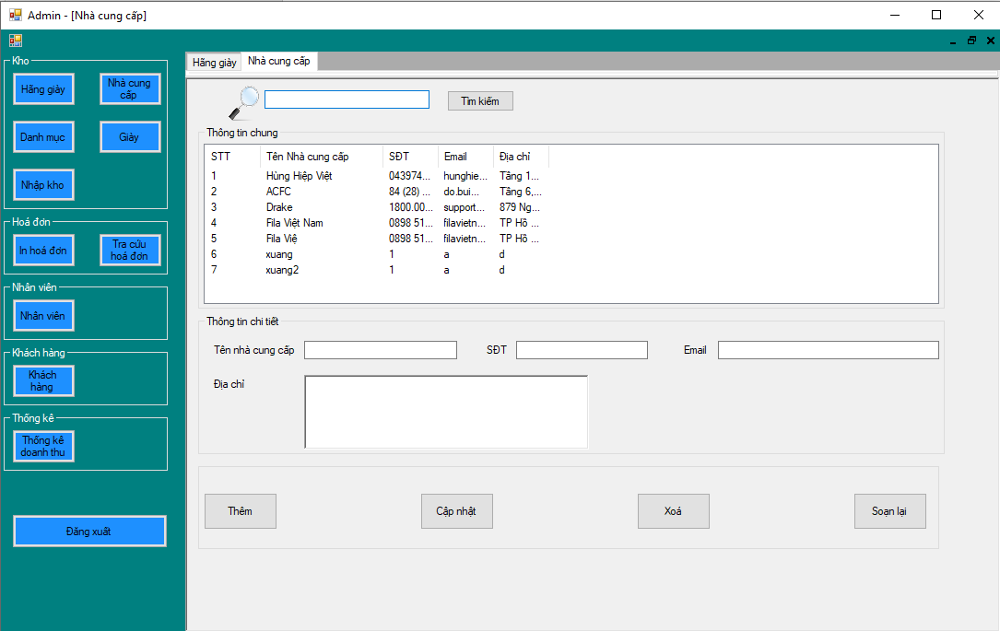 Admin - [Nhà cung cấp]
Kho
Hãng giày
Nhà cung
cấp
Danh mục
Giày
Nhập kho
Hoá đơn
In hoá đơn
Tra cứu
hoá đơn
Nhân viên
Nhân viên
Khách hàng
Khách
hàng
Thống kê
Thống kê
doanh thu
Đăng xuất
Hãng giày Nhà cung cấp
Tìm kiếm
Thông tin chung
STT Tên Nhà cung cấp SĐT Email Địa chỉ
1 Hùng Hiệp Việt 043974... hunghie... Tầng 1...
2 ACFC 84 (28) ... do.bui... Tầng 6,...
3 Drake 1800.00... support... 879 Ng...
4 Fila Việt Nam 0898 51... filavietn... TP Hồ ...
5 Fila Việ 0898 51... filavietn... TP Hồ ...
6 xuang 1 a d
7 xuang2 1 a d
Thông tin chi tiết
Tên nhà cung cấp SĐT Email
Địa chỉ
Thêm Cập nhật Xoá Soạn lại